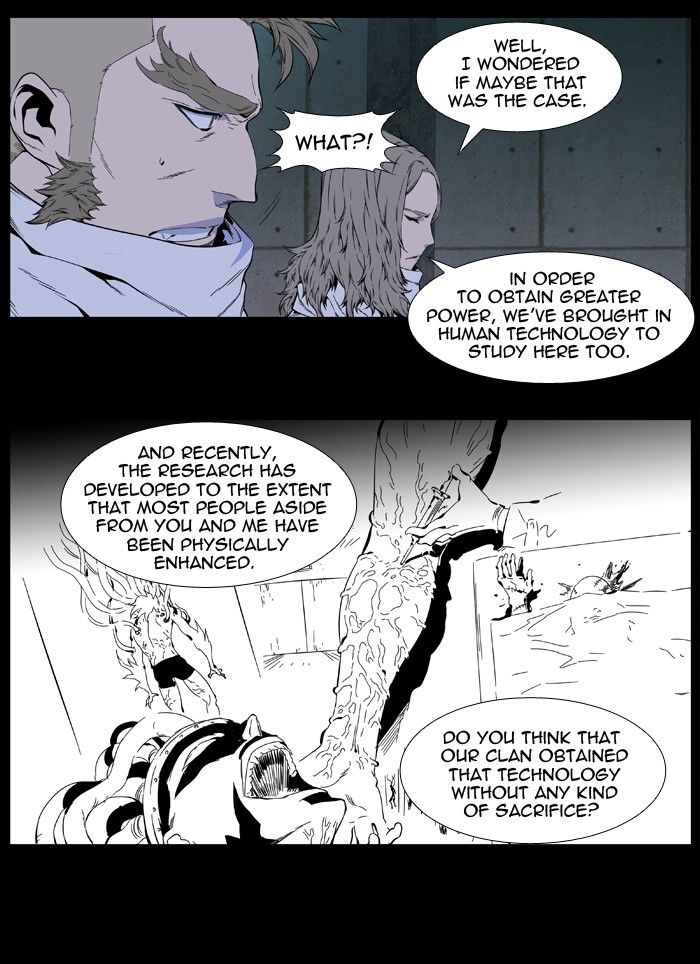 WELL,
I WONDERED
IF MAYBE THAT
WAS THE CASE.
WHAT?!
IN ORDER
TO OBTAIN GREATER
POWER, WE'VE BROUGHT IN
HUMAN TECHNOLOGY TO
STUDY HERE TOO.
AND RECENTLY,
THE RESEARCH HAS
DEVELOPED TO THE EXTENT
THAT MOST PEOPLE ASIDE
FROM YOU AND ME HAVE
BEEN PHYSICALLY
ENHANCED.
DO YOU THINK THAT
OUR CLAN OBTAINED
THAT TECHNOLOGY
WITHOUT ANY KIND
OF SACRIFICE?